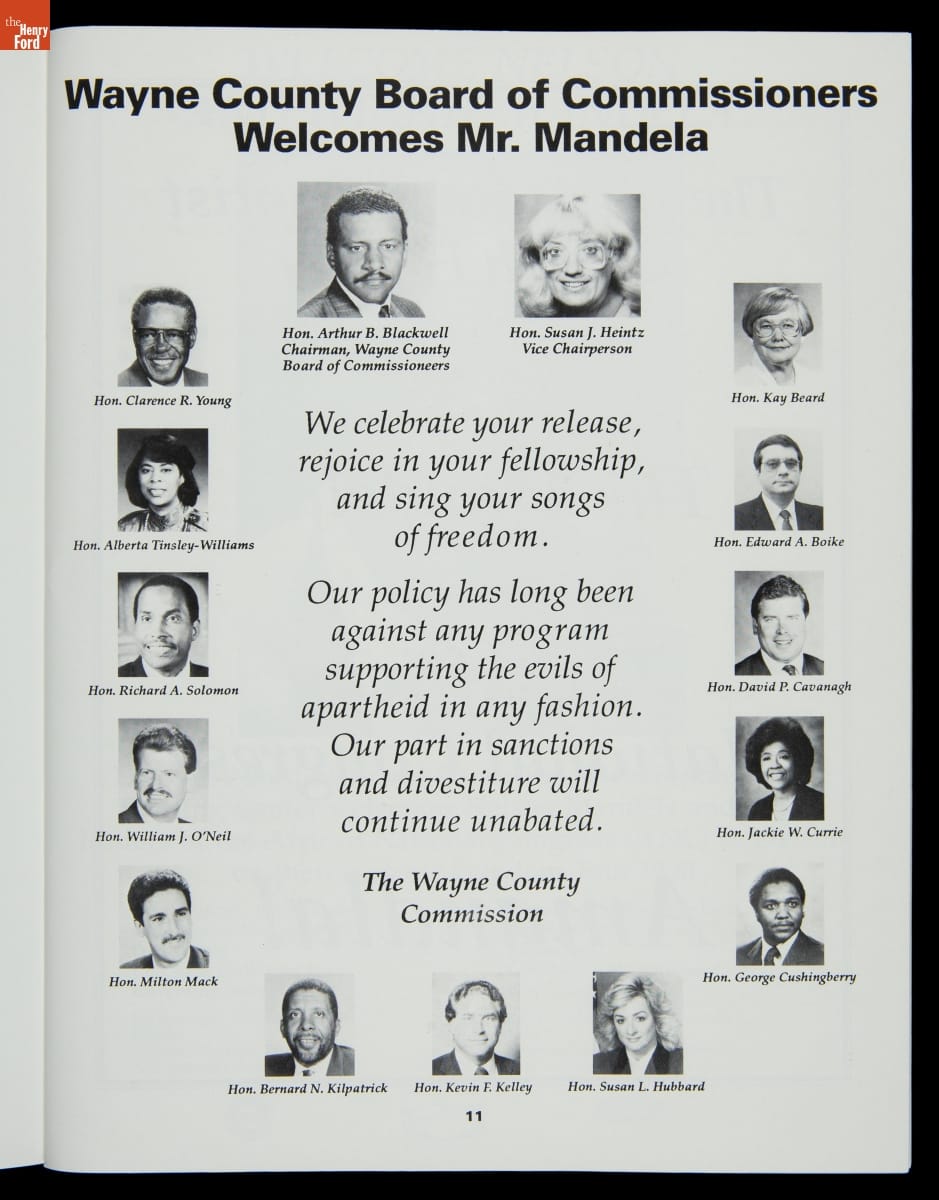 the
Henry
Ford
Wayne County Board of Commissioners
Welcomes Mr. Mandela
Hon. Arthur B. Blackwell
Chairman, Wayne County
Board of Commissioneers
Hon. Susan J. Heintz
Vice Chairperson
Hon. Clarence R. Young
Hon. Kay Beard
We celebrate your release,
rejoice in your fellowship,
and sing your songs
of freedom.
Hon. Alberta Tinsley-Williams
Hon. Edward A. Boike
Our policy has long been
against any program
supporting the evils of
apartheid in any fashion.
Our part in sanctions
and divestiture will
continue unabated.
Hon. Richard A. Solomon
Hon. David P. Cavanagh
Hon. William J. O'Neil
Hon. Jackie W. Currie
The Wayne County
Commission
Hon. Milton Mack
Hon. George Cushingberry
Hon. Bernard N. Kilpatrick
Hon. Kevin F. Kelley
Hon. Susan L. Hubbard
11